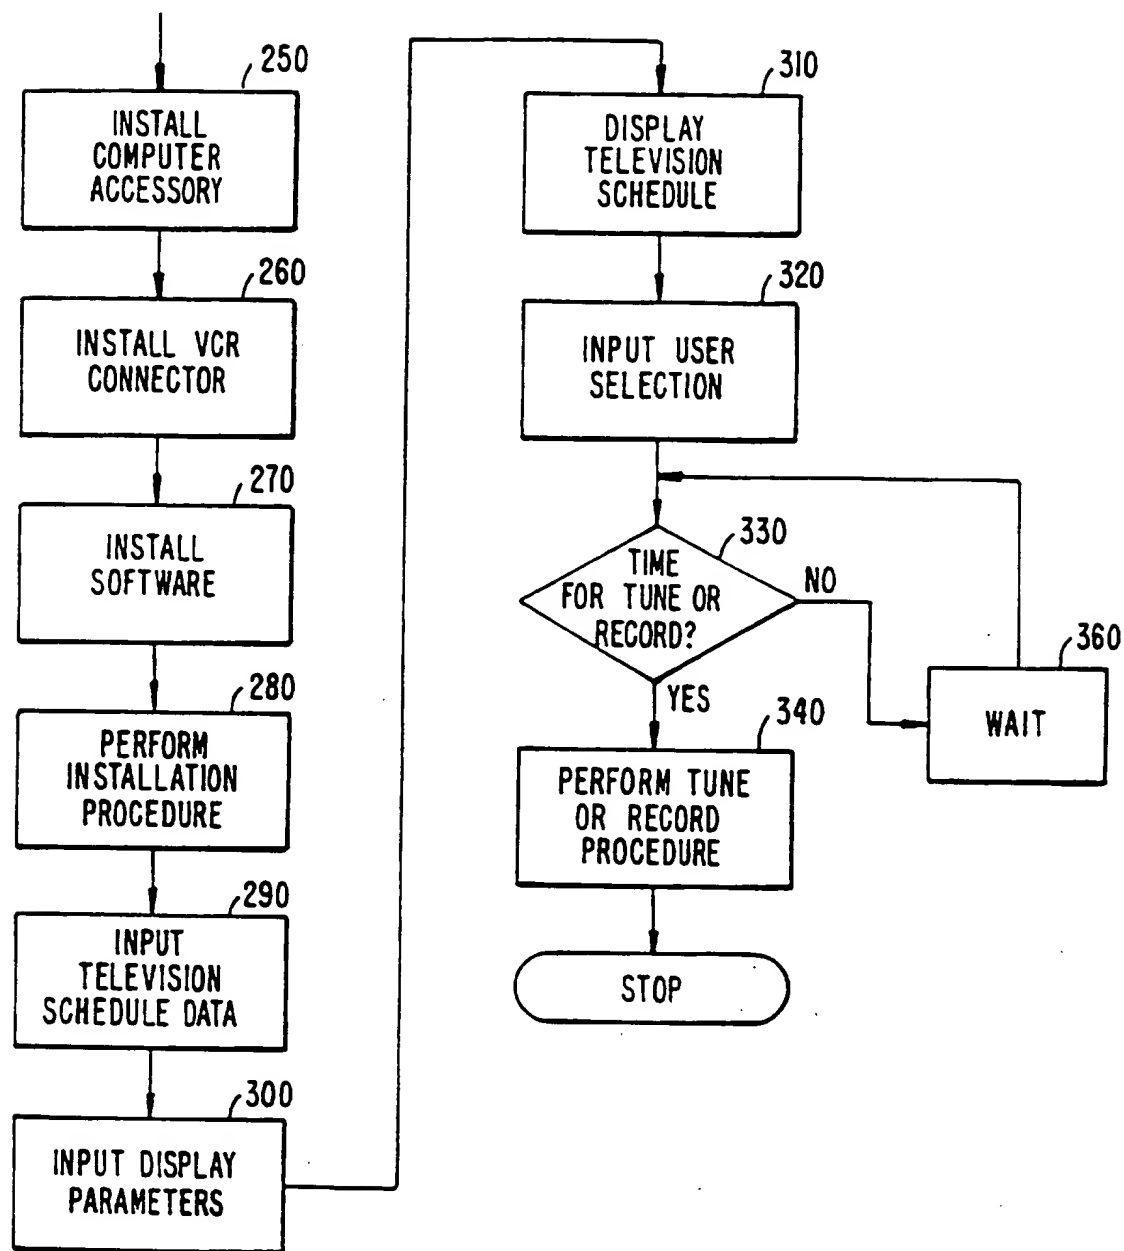 250
INSTALL
COMPUTER
ACCESSORY
260
INSTALL VCR
CONNECTOR
270
INSTALL
SOFTWARE
280
PERFORM
INSTALLATION
PROCEDURE
290
INPUT
TELEVISION
SCHEDULE DATA
300
INPUT DISPLAY
PARAMETERS
310
DISPLAY
TELEVISION
SCHEDULE
320
INPUT USER
SELECTION
330
TIME
FOR TUNE OR
RECORD?
NO
YES
360
WAIT
340
PERFORM TUNE
OR RECORD
PROCEDURE
STOP